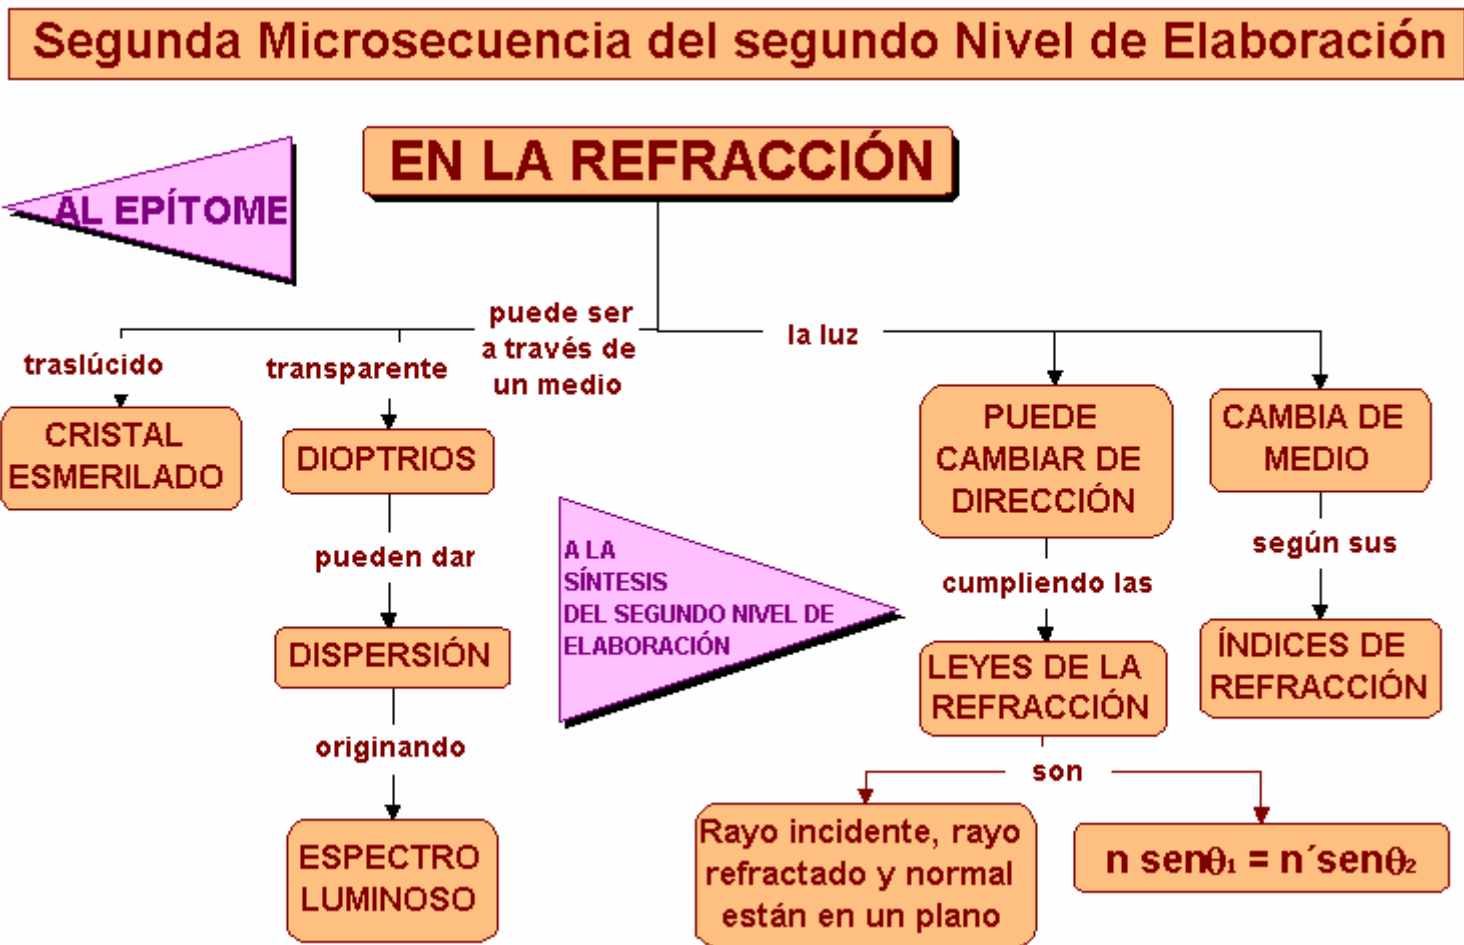 Segunda Microsecuencia del segundo Nivel de Elaboración
EN LA REFRACCIÓN
AL EPÍTOME
puede ser
a través de
un medio
la luz
traslúcido
transparente
CRISTAL
ESMERILADO
DIOPTRIOS
PUEDE
CAMBIAR DE
DIRECCIÓN
CAMBIA DE
MEDIO
pueden dar
A LA
SÍNTESIS
DEL SEGUNDO NIVEL DE
ELABORACIÓN
cumpliendo las
según sus
DISPERSIÓN
LEYES DE LA
REFRACCIÓN
ÍNDICES DE
REFRACCIÓN
originando
son
ESPECTRO
LUMINOSO
Rayo incidente, rayo
refractado y normal
están en un plano
n senθ₁ = n´senθ₂